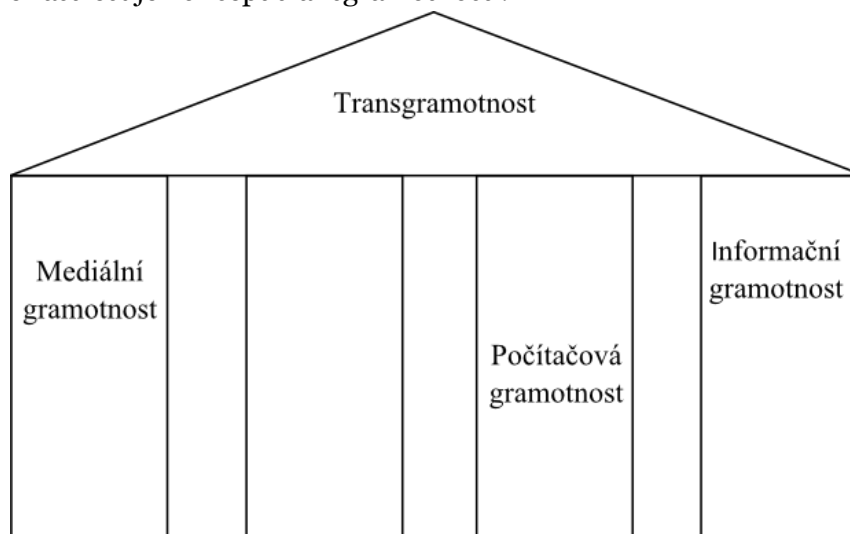 Transgramotnost
Mediální
gramotnost
Počítačová
gramotnost
Informační
gramotnost